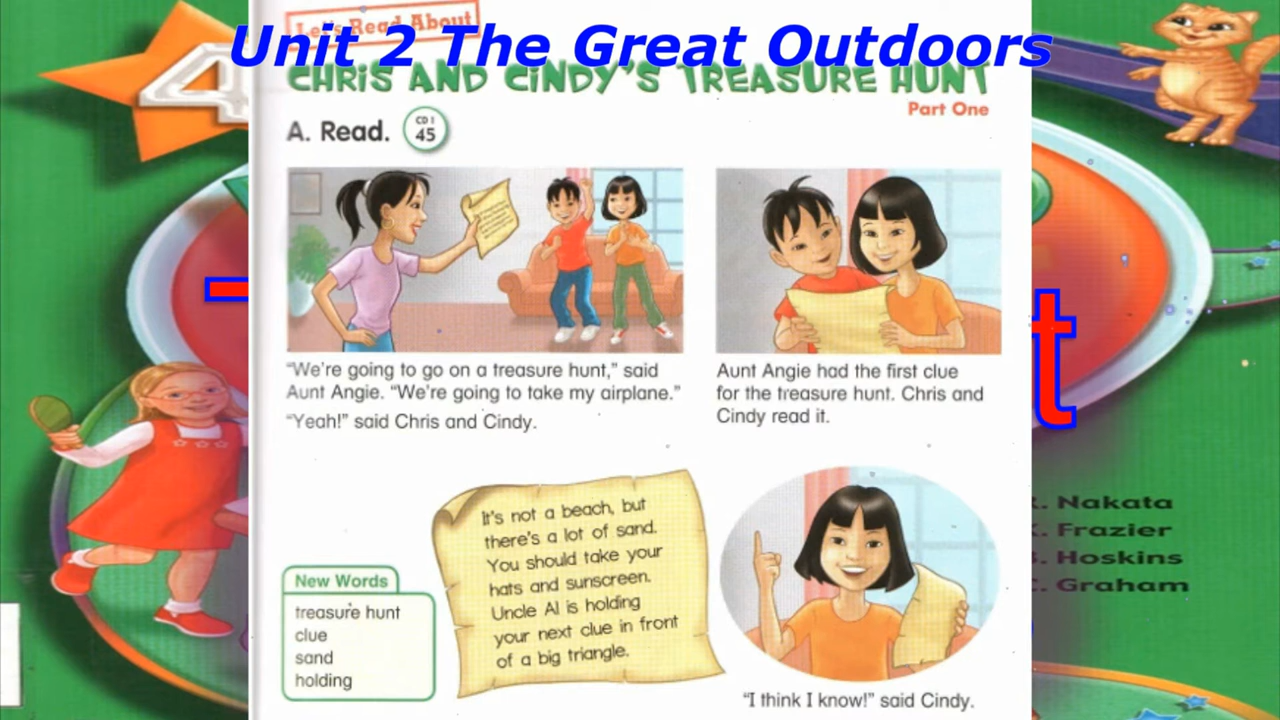 Let's Read About
Unit 2 The Great Outdoors
CHRIS AND CINDY'S TREASURE HUNT
Part One
4
A. Read.
CD 1
45
"We're going to go on a treasure hunt," said
Aunt Angie. "We're going to take my airplane."
"Yeah!" said Chris and Cindy.
Aunt Angie had the first clue
for the treasure hunt. Chris and
Cindy read it.
t
It's not a beach, but
there's a lot of sand.
You should take your
hats and sunscreen.
Uncle Al is holding
your next clue in front
of a big triangle.
New Words
treasure hunt
clue
sand
holding
"I think I know!" said Cindy.
. Nakata
. Frazier
. Hoskins
. Graham